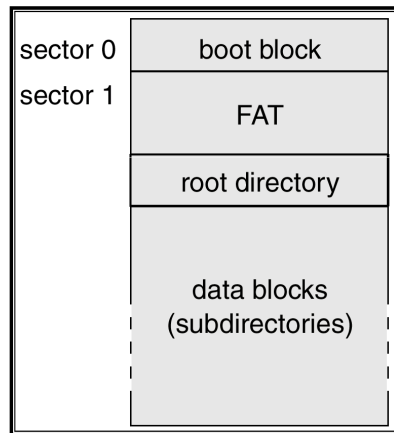 sector 0 boot block
sector 1
FAT
root directory
data blocks
(subdirectories)